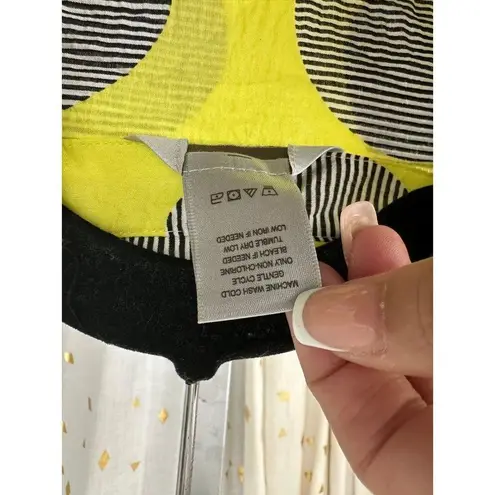 MACHINE WASH COLD
GENTLE CYCLE
ONLY NON-CHLORINE
BLEACH IF NEEDED
TUMBLE DRY LOW
LOW IRON IF NEEDED